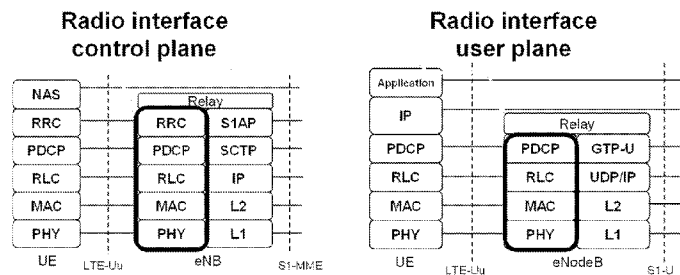 Radio interface
control plane
NAS
Relay
RRC
RRC
S1AP
PDCP
PDCP
SCTP
RLC
RLC
IP
MAC
MAC
L2
PHY
PHY
L1
UE
LTE-Uu
eNB
S1-MME
Radio interface
user plane
Application
IP
Relay
PDCP
PDCP
GTP-U
RLC
RLC
UDP/IP
MAC
MAC
L2
PHY
PHY
L1
UE
LTE-Uu
eNodeB
S1-U